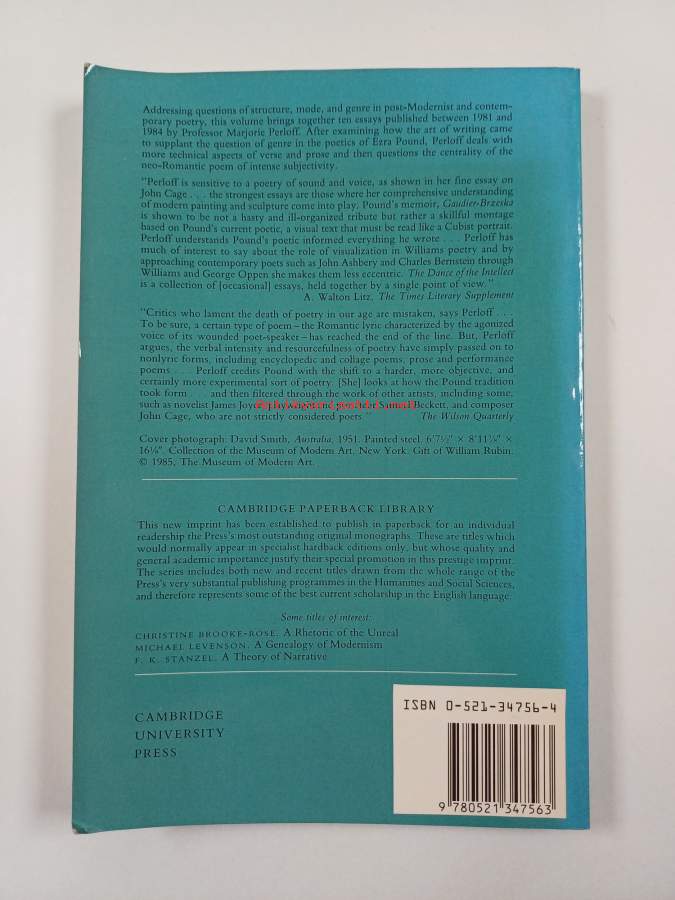 Addressing questions of structure, mode, and genre in post-Modernist and contem-
porary poetry, this volume brings together ten essays published between 1981 and
1984 by Professor Marjorie Perloff. After examining how the art of writing came
to supplant the question of genre in the poetics of Ezra Pound, Perloff deals with
more technical aspects of verse and prose and then questions the centrality of the
neo-Romantic poem of intense subjectivity.
"Perloff is sensitive to a poetry of sound and voice, as shown in her fine essay on
John Cage . . . the strongest essays are those where her comprehensive understanding
of modern painting and sculpture come into play. Pound's memoir, Gaudier-Brzeska
is shown to be not a hasty and ill-organized tribute but rather a skillful montage
based on Pound's current poetic, a visual text that must be read like a Cubist portrait.
Perloff understands Pound's poetic informed everything he wrote . . . Perloff has
much of interest to say about the role of visualization in Williams poetry and by
approaching contemporary poets such as John Ashbery and Charles Bernstein through
Williams and George Oppen she makes them less eccentric. The Dance of the Intellect
is a collection of [occasional] essays, held together by a single point of view."
A. Walton Litz, The Times Literary Supplement
"Critics who lament the death of poetry in our age are mistaken, says Perloff . . .
To be sure, a certain type of poem – the Romantic lyric characterized by the agonized
voice of its wounded poet-speaker – has reached the end of the line. But, Perloff
argues, the verbal intensity and resourcefulness of poetry have simply passed on to
nonlyric forms, including encyclopedic and collage poems, prose and performance
poems . . . Perloff credits Pound with the shift to a harder, more objective, and
certainly more experimental sort of poetry. [She] looks at how the Pound tradition
took form . . . and then filtered through the work of other artists, including some,
such as novelist James Joyce, Beckett, and composer
John Cage, who are not strictly considered poets." The Wilson Quarterly
Cover photograph: David Smith, Australia. 1951. Painted steel. 6'7½" × 8'11⅞" ×
16⅛". Collection of the Museum of Modern Art, New York. Gift of William Rubin.
© 1985, The Museum of Modern Art.
CAMBRIDGE PAPERBACK LIBRARY
This new imprint has been established to publish in paperback for an individual
readership the Press's most outstanding original monographs. These are titles which
would normally appear in specialist hardback editions only, but whose quality and
general academic importance justify their special promotion in this prestige imprint.
The series includes both new and recent titles drawn from the whole range of the
Press's very substantial publishing programmes in the Humanities and Social Sciences,
and therefore represents some of the best current scholarship in the English language.
Some titles of interest:
CHRISTINE BROOKE-ROSE. A Rhetoric of the Unreal
MICHAEL LEVENSON. A Genealogy of Modernism
F. K. STANZEL. A Theory of Narrative
CAMBRIDGE
UNIVERSITY
PRESS
ISBN 0-521-34756-4
9 780521 347563